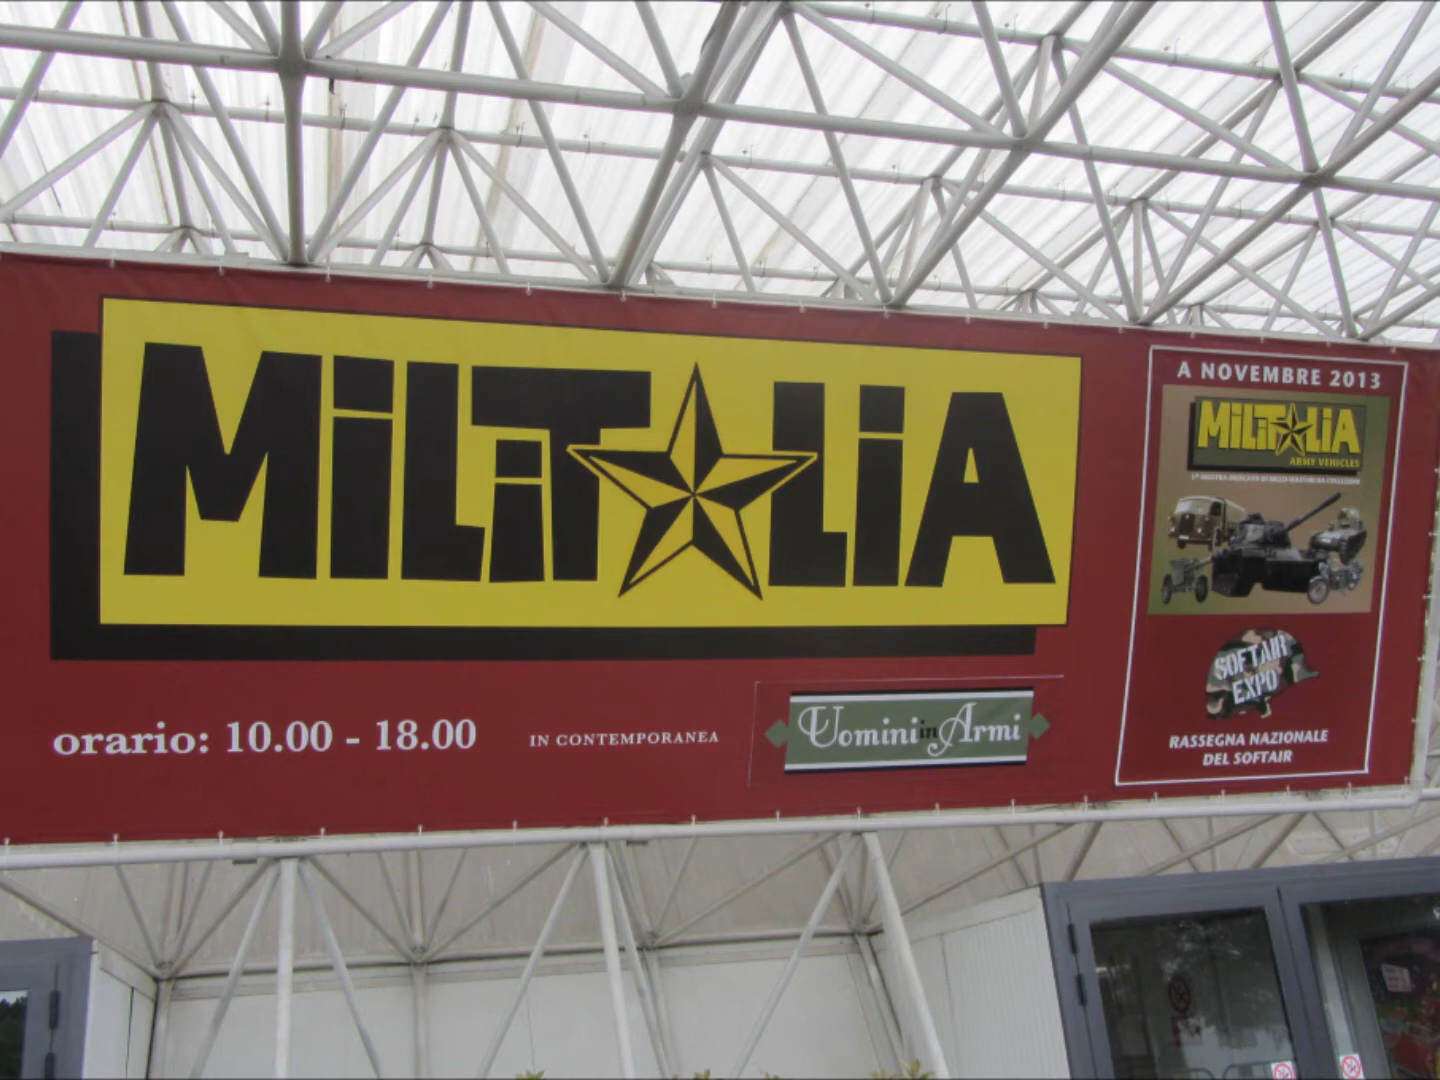 MiLiTALiA
orario: 10.00 - 18.00
IN CONTEMPORANEA
Uomini in Armi
A NOVEMBRE 2013
MiLiTALiA
ARMY VEHICLES
SOFTAIR
EXPO
RASSEGNA NAZIONALE
DEL SOFTAIR